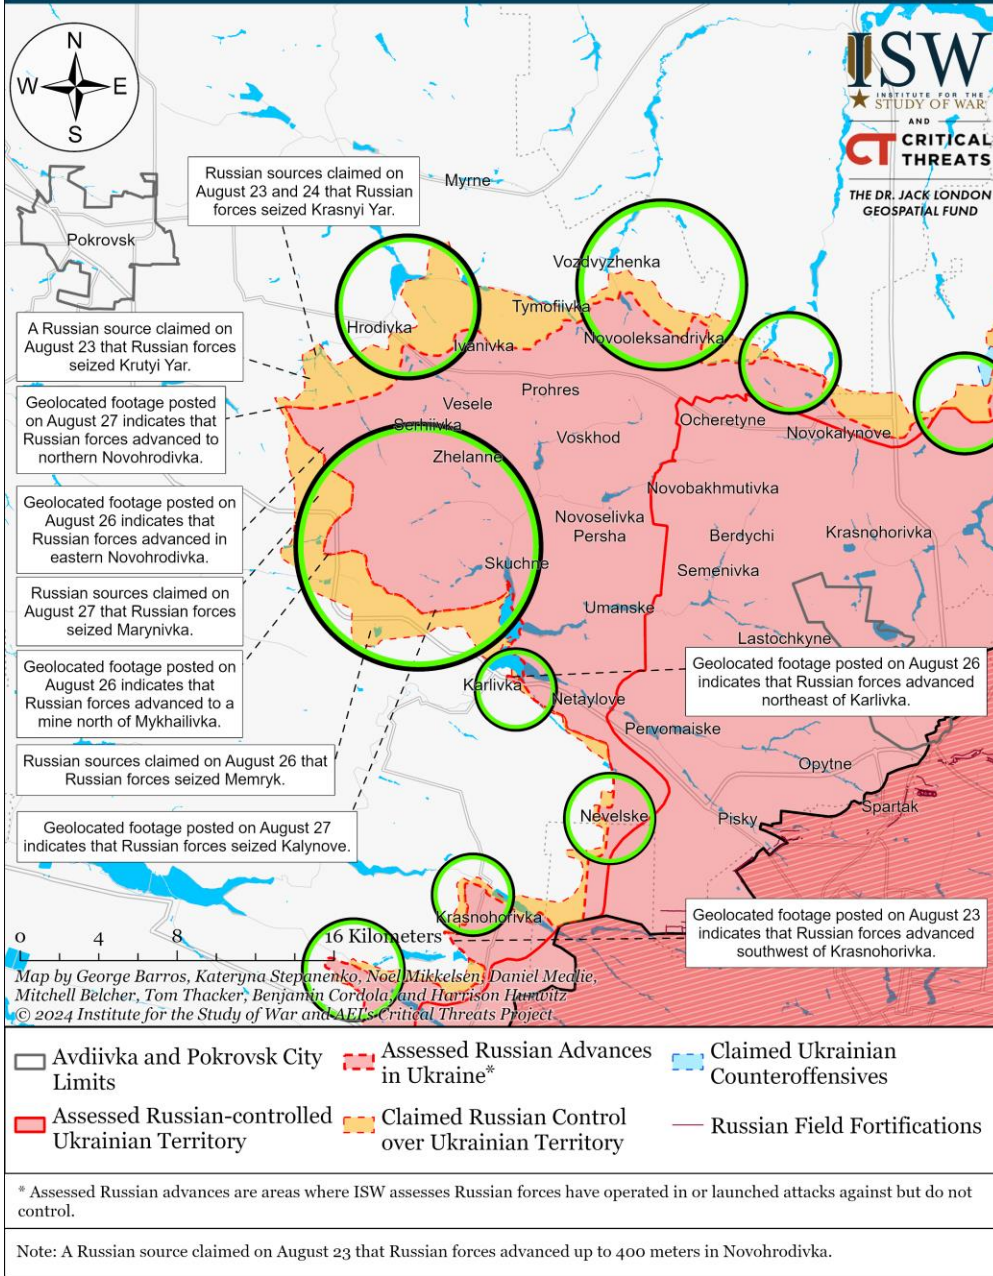 N
W
E
S
ISW
INSTITUTE FOR THE
STUDY OF WAR
AND
CT CRITICAL
THREATS
THE DR. JACK LONDON
GEOSPATIAL FUND
Russian sources claimed on
August 23 and 24 that Russian
forces seized Krasnyi Yar.
Myrne
Pokrovsk
Vozdvyzhenka
Tymofiivka
Hrodivka
Ivanivka
Novooleksandrivka
A Russian source claimed on
August 23 that Russian forces
seized Krutyi Yar.
Geolocated footage posted
on August 27 indicates that
Russian forces advanced to
northern Novohrodivka.
Prohres
Vesele
Serhiivka
Ocheretyne
Novokalynove
Voskhod
Zhelanne
Geolocated footage posted on
August 26 indicates that
Russian forces advanced in
eastern Novohrodivka.
Novobakhmutivka
Novoselivka
Persha
Berdychi
Krasnohorivka
Skuchne
Semenivka
Russian sources claimed on
August 27 that Russian forces
seized Marynivka.
Umanske
Lastochkyne
Geolocated footage posted on
August 26 indicates that
Russian forces advanced to
a mine north of Mykhailivka.
Geolocated footage posted on August 26
indicates that Russian forces advanced
northeast of Karlivka.
Karlivka
Netaylove
Pervomaiske
Russian sources claimed on August 26 that
Russian forces seized Memryk.
Opytne
Spartak
Nevelske
Pisky
Geolocated footage posted on August 27
indicates that Russian forces seized Kalynove.
Krasnohorivka
Geolocated footage posted on August 23
indicates that Russian forces advanced
southwest of Krasnohorivka.
0 4 8 16 Kilometers
Map by George Barros, Kateryna Stepanenko, Noel Mikkelsen, Daniel Mealie,
Mitchell Belcher, Tom Thacker, Benjamin Cordola, and Harrison Hurwitz
© 2024 Institute for the Study of War and AEI's Critical Threats Project
Avdiivka and Pokrovsk City
Limits
Assessed Russian Advances
in Ukraine*
Claimed Ukrainian
Counteroffensives
Assessed Russian-controlled
Ukrainian Territory
Claimed Russian Control
over Ukrainian Territory
Russian Field Fortifications
* Assessed Russian advances are areas where ISW assesses Russian forces have operated in or launched attacks against but do not
control.
Note: A Russian source claimed on August 23 that Russian forces advanced up to 400 meters in Novohrodivka.